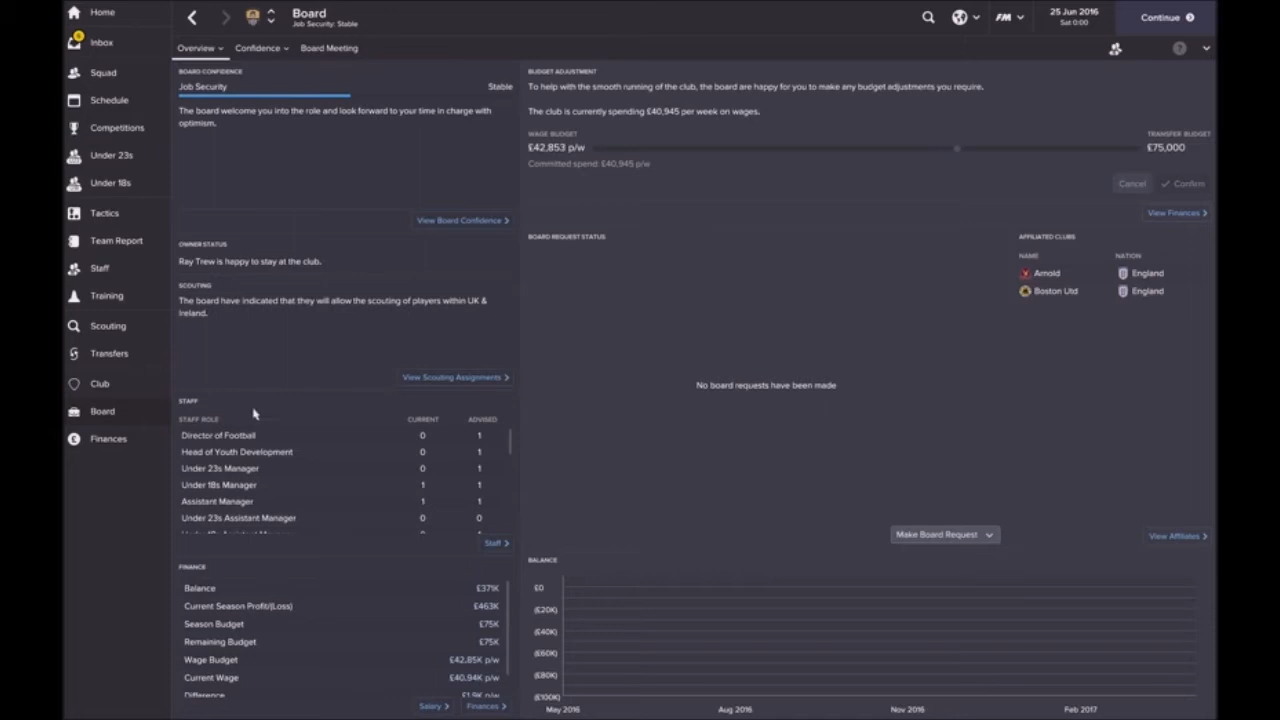 Home
Inbox
Squad
Schedule
Competitions
Under 23s
Under 18s
Tactics
Team Report
Staff
Training
Scouting
Transfers
Club
Board
Finances
Board
Job Security: Stable
FM
25 Jun 2016
Sat 0:00
Continue
Overview
Confidence
Board Meeting
BOARD CONFIDENCE
Job Security Stable
The board welcome you into the role and look forward to your time in charge with
optimism.
View Board Confidence
OWNER STATUS
Ray Trew is happy to stay at the club.
SCOUTING
The board have indicated that they will allow the scouting of players within UK &
Ireland.
View Scouting Assignments
STAFF
STAFF ROLE CURRENT ADVISED
Director of Football 0 1
Head of Youth Development 0 1
Under 23s Manager 0 1
Under 18s Manager 1 1
Assistant Manager 1 1
Under 23s Assistant Manager 0 0
Staff
FINANCE
Balance £371K
Current Season Profit/(Loss) £463K
Season Budget £75K
Remaining Budget £75K
Wage Budget £42.85K p/w
Current Wage £40.94K p/w
Difference £1.9K p/w
Salary Finances
BUDGET ADJUSTMENT
To help with the smooth running of the club, the board are happy for you to make any budget adjustments you require.
The club is currently spending £40,945 per week on wages.
WAGE BUDGET TRANSFER BUDGET
£42,853 p/w £75,000
Committed spend: £40,945 p/w
Cancel Confirm
View Finances
BOARD REQUEST STATUS
No board requests have been made
Make Board Request
AFFILIATED CLUBS
NAME NATION
Arnold England
Boston Utd England
View Affiliates
BALANCE
£0
(£20K)
(£40K)
(£60K)
(£80K)
(£100K)
May 2016 Aug 2016 Nov 2016 Feb 2017